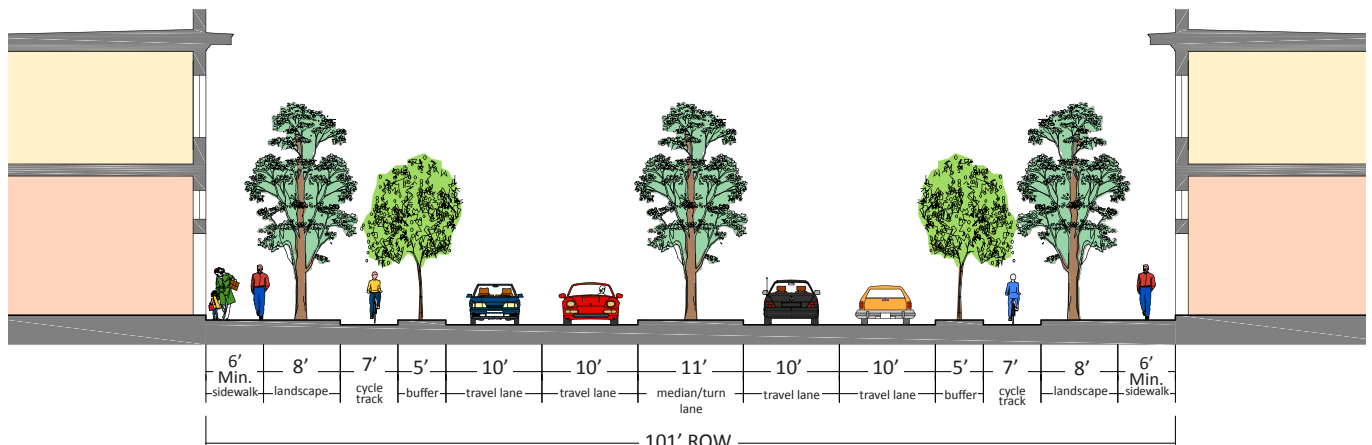 6’ 8’ 7’ 5’ 10’ 10’ 11’ 10’ 10’ 5’ 7’ 8’ 6’
Min. Min.
sidewalk landscape cycle buffer travel lane travel lane median/turn travel lane travel lane buffer cycle landscape sidewalk
track lane track
101’ ROW